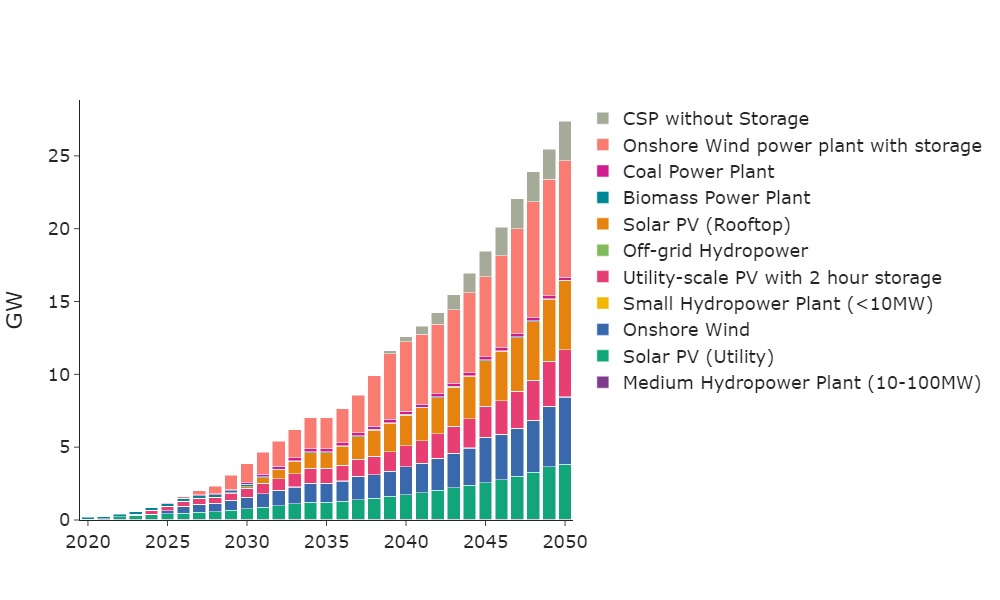 CSP without Storage
Onshore Wind power plant with storage
Coal Power Plant
Biomass Power Plant
Solar PV (Rooftop)
Off-grid Hydropower
Utility-scale PV with 2 hour storage
Small Hydropower Plant (<10MW)
Onshore Wind
Solar PV (Utility)
Medium Hydropower Plant (10-100MW)
GW
25
20
15
10
5
0
2020 2025 2030 2035 2040 2045 2050